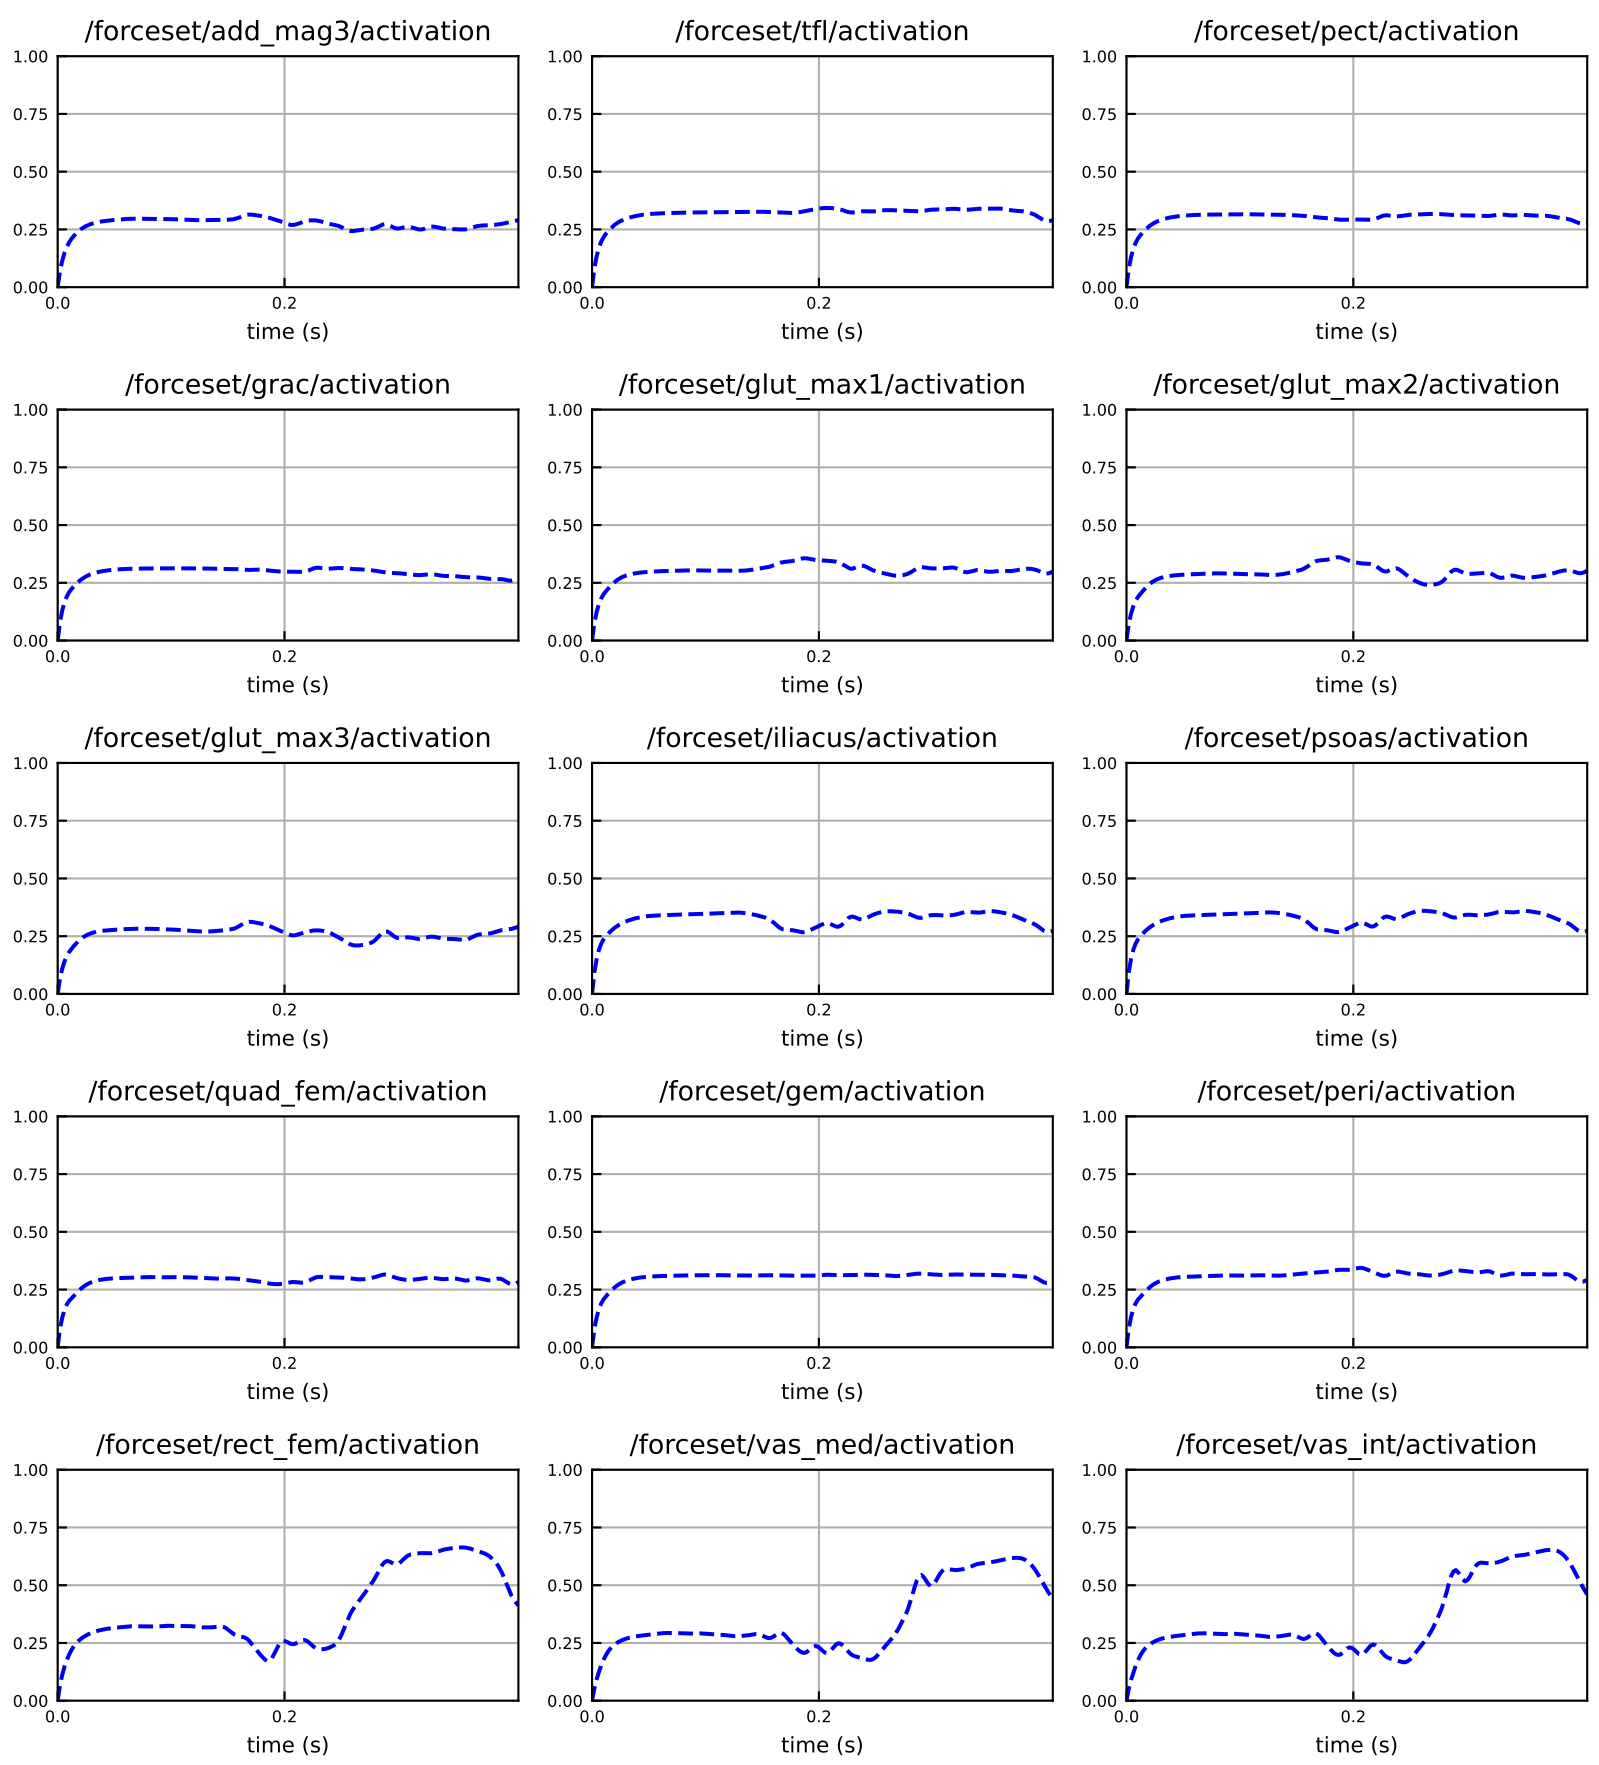 /forceset/add_mag3/activation /forceset/tfl/activation /forceset/pect/activation
1.00 1.00 1.00
0.75 0.75 0.75
0.50 0.50 0.50
0.25 0.25 0.25
0.00 0.00 0.00
0.0 0.2 0.0 0.2 0.0 0.2
time (s) time (s) time (s)
/forceset/grac/activation /forceset/glut_max1/activation /forceset/glut_max2/activation
1.00 1.00 1.00
0.75 0.75 0.75
0.50 0.50 0.50
0.25 0.25 0.25
0.00 0.00 0.00
0.0 0.2 0.0 0.2 0.0 0.2
time (s) time (s) time (s)
/forceset/glut_max3/activation /forceset/iliacus/activation /forceset/psoas/activation
1.00 1.00 1.00
0.75 0.75 0.75
0.50 0.50 0.50
0.25 0.25 0.25
0.00 0.00 0.00
0.0 0.2 0.0 0.2 0.0 0.2
time (s) time (s) time (s)
/forceset/quad_fem/activation /forceset/gem/activation /forceset/peri/activation
1.00 1.00 1.00
0.75 0.75 0.75
0.50 0.50 0.50
0.25 0.25 0.25
0.00 0.00 0.00
0.0 0.2 0.0 0.2 0.0 0.2
time (s) time (s) time (s)
/forceset/rect_fem/activation /forceset/vas_med/activation /forceset/vas_int/activation
1.00 1.00 1.00
0.75 0.75 0.75
0.50 0.50 0.50
0.25 0.25 0.25
0.00 0.00 0.00
0.0 0.2 0.0 0.2 0.0 0.2
time (s) time (s) time (s)